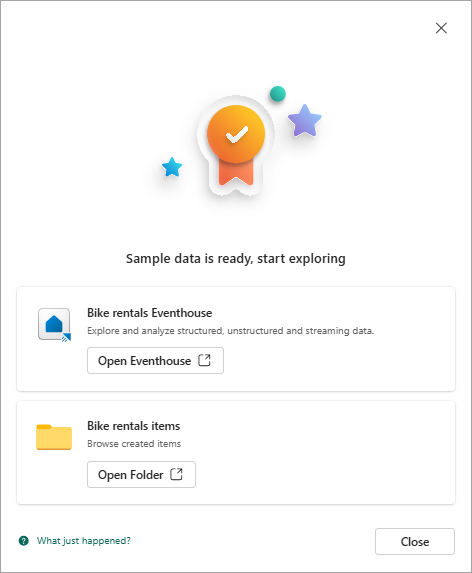 Sample data is ready, start exploring
Bike rentals Eventhouse
Explore and analyze structured, unstructured and streaming data.
Open Eventhouse
Bike rentals items
Browse created items
Open Folder
What just happened?
Close